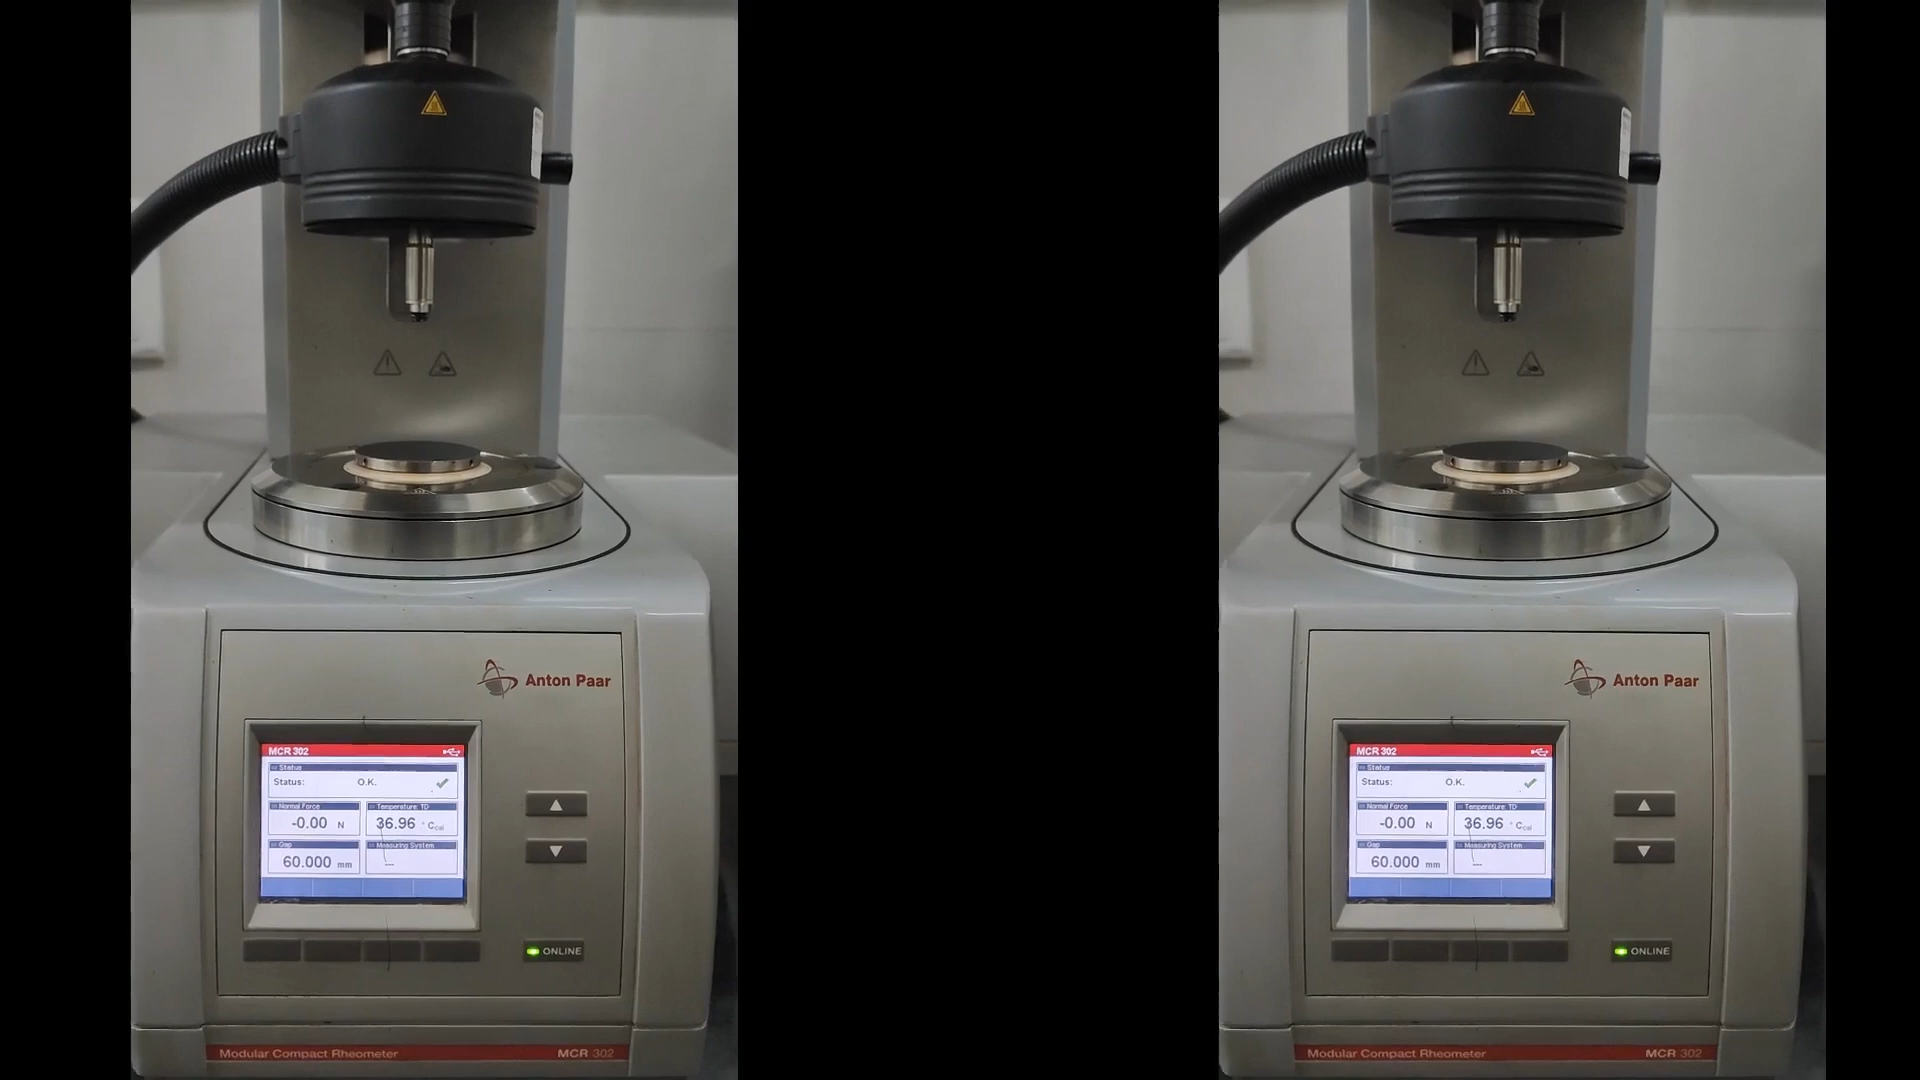 Anton Paar
MCR 302
Status
Status: O.K.
Normal Force
-0.00 N
Temperature: TD
36.96 °C cal
Gap
60.000 mm
Measuring System
---
ONLINE
Modular Compact Rheometer MCR 302
Anton Paar
MCR 302
Status
Status: O.K.
Normal Force
-0.00 N
Temperature: TD
36.96 °C cal
Gap
60.000 mm
Measuring System
---
ONLINE
Modular Compact Rheometer MCR 302